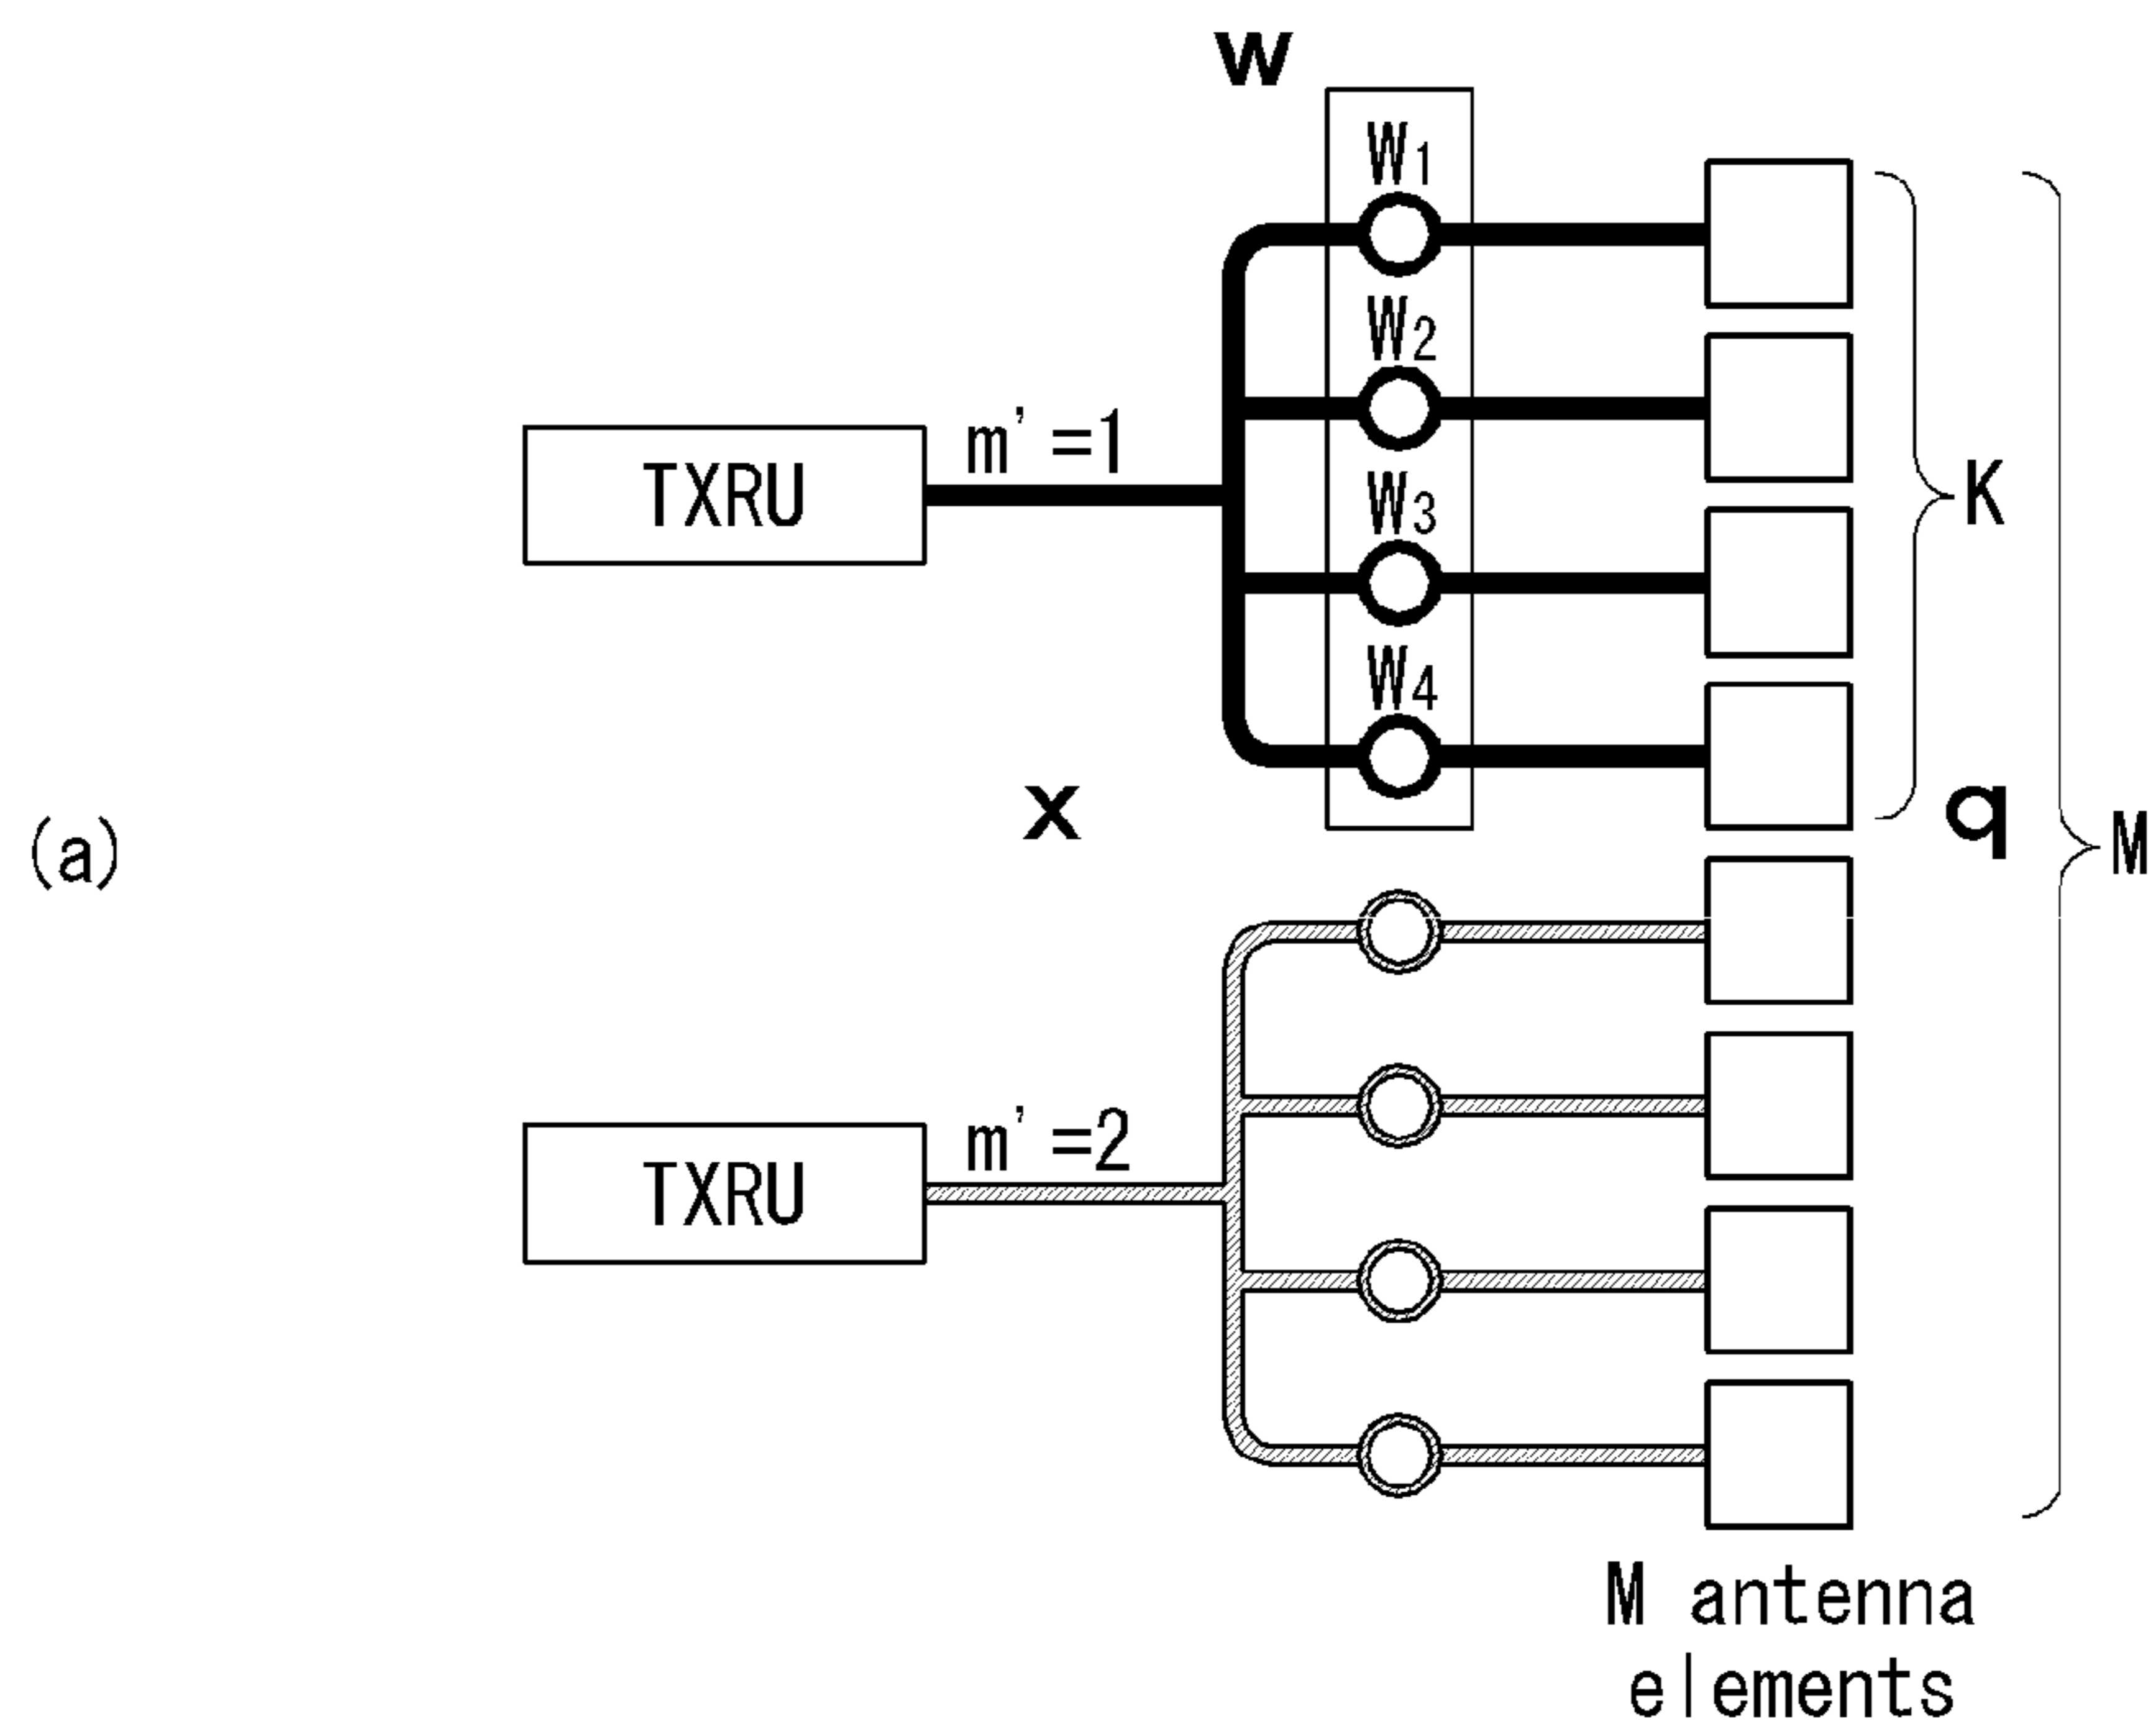 w
W1
W2
m'=1
TXRU
W3
K
W4
x
q
(a)
M
m'=2
TXRU
M antenna
elements